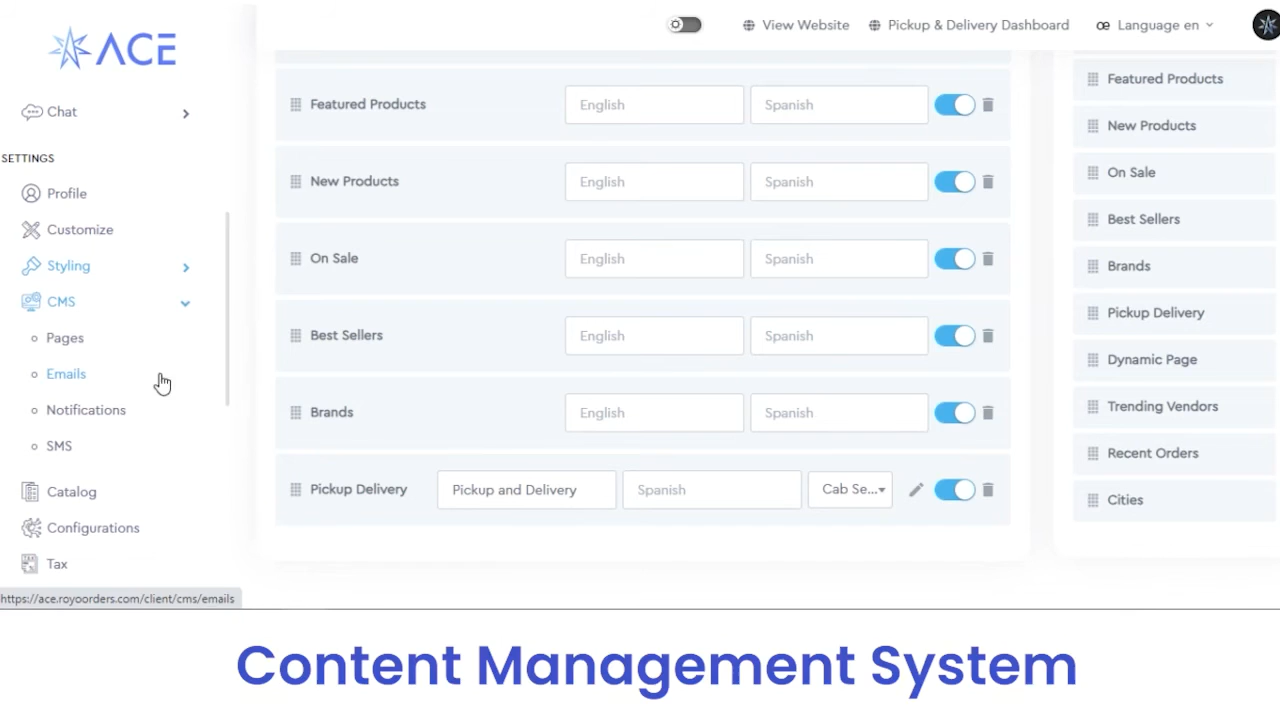 ACE
View Website
Pickup & Delivery Dashboard
Language en
Chat
SETTINGS
Profile
Customize
Styling
CMS
Pages
Emails
Notifications
SMS
Catalog
Configurations
Tax
https://ace.royoorders.com/client/cms/emails
Featured Products English Spanish
New Products English Spanish
On Sale English Spanish
Best Sellers English Spanish
Brands English Spanish
Pickup Delivery Pickup and Delivery Spanish Cab Se...
Featured Products
New Products
On Sale
Best Sellers
Brands
Pickup Delivery
Dynamic Page
Trending Vendors
Recent Orders
Cities
Content Management System